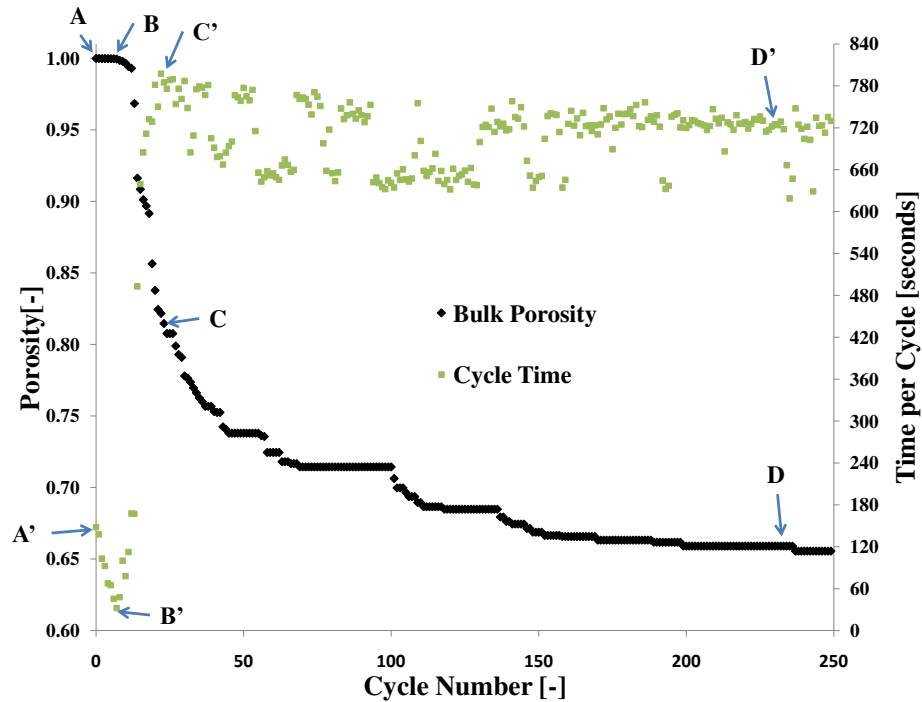 A
B
C’
D’
1.00
0.95
0.90
0.85
0.80
0.75
0.70
0.65
0.60
Porosity[-]
C
Bulk Porosity
Cycle Time
D
A’
B’
840
780
720
660
600
540
480
420
360
300
240
180
120
60
0
Time per Cycle [seconds]
0
50
100
150
200
250
Cycle Number [-]